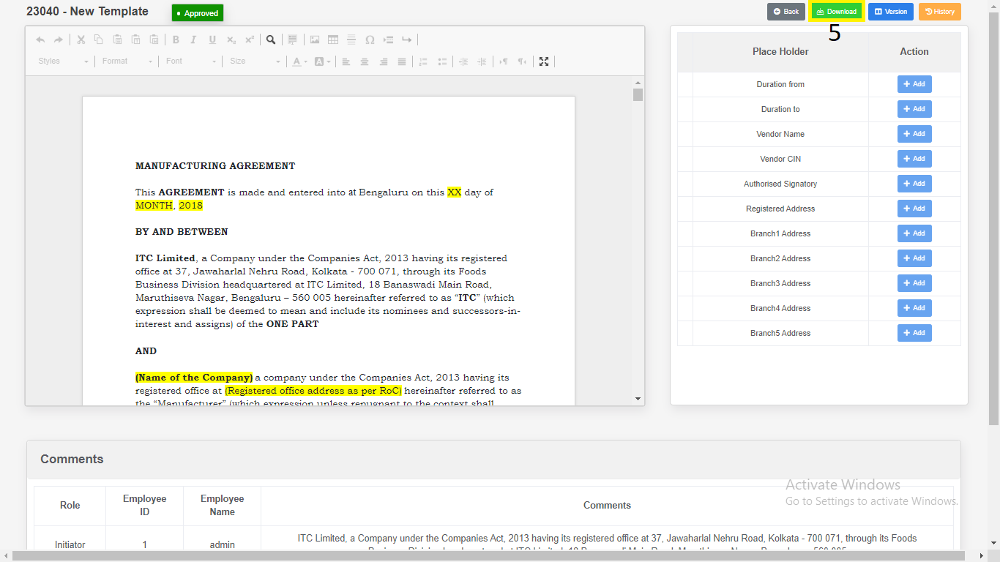 23040 - New Template
Approved
Back
Download
Version
History
5
Styles
Format
Font
Size
MANUFACTURING AGREEMENT
This AGREEMENT is made and entered into at Bengaluru on this XX day of
MONTH, 2018
BY AND BETWEEN
ITC Limited, a Company under the Companies Act, 2013 having its registered
office at 37, Jawaharlal Nehru Road, Kolkata - 700 071, through its Foods
Business Division headquartered at ITC Limited, 18 Banaswadi Main Road,
Maruthiseva Nagar, Bengaluru – 560 005 hereinafter referred to as “ITC” (which
expression shall be deemed to mean and include its nominees and successors-in-
interest and assigns) of the ONE PART
AND
(Name of the Company) a company under the Companies Act, 2013 having its
registered office at (Registered office address as per RoC) hereinafter referred to as
the “Manufacturer” (which expression unless repugnant to the context shall
Place Holder Action
Duration from Add
Duration to Add
Vendor Name Add
Vendor CIN Add
Authorised Signatory Add
Registered Address Add
Branch1 Address Add
Branch2 Address Add
Branch3 Address Add
Branch4 Address Add
Branch5 Address Add
Comments
Role
Employee
ID
Employee
Name
Comments
Initiator
1
admin
ITC Limited, a Company under the Companies Act, 2013 having its registered office at 37, Jawaharlal Nehru Road, Kolkata - 700 071, through its Foods
Activate Windows
Go to Settings to activate Windows.